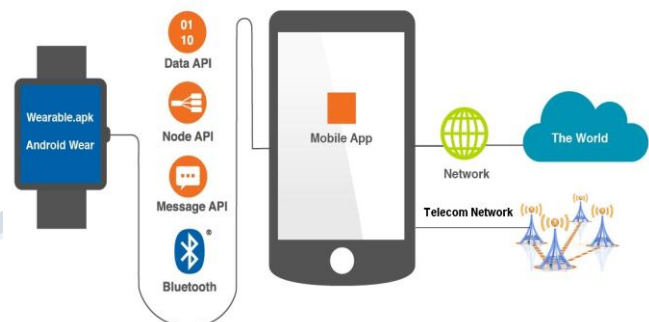 Wearable.apk
Android Wear
01
10
Data API
Node API
Message API
®
Bluetooth
Mobile App
Network
The World
Telecom Network